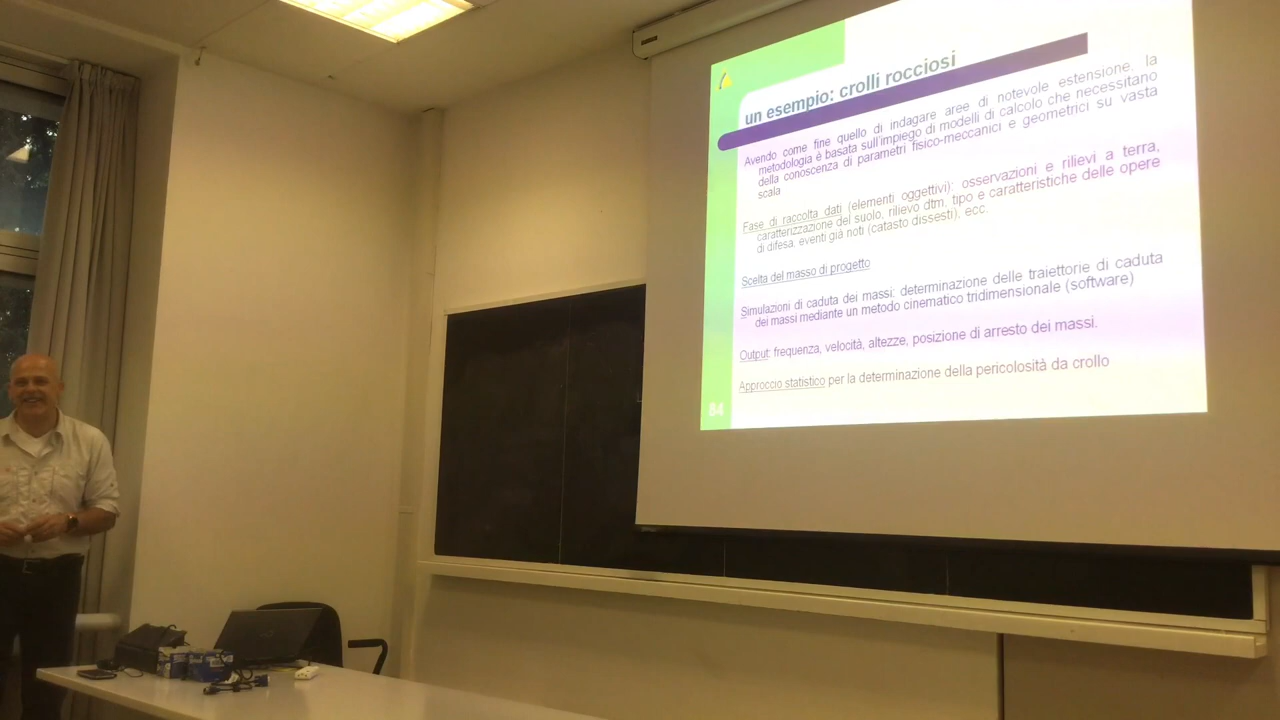 un esempio: crolli rocciosi
Avendo come fine quello di indagare aree di notevole estensione, la
metodologia è basata sull'impiego di modelli di calcolo che necessitano
della conoscenza di parametri fisico-meccanici e geometrici su vasta
scala
Fase di raccolta dati (elementi oggettivi): osservazioni e rilievi a terra,
caratterizzazione del suolo, rilievo dtm, tipo e caratteristiche delle opere
di difesa, eventi già noti (catasto dissesti), ecc.
Scelta del masso di progetto
Simulazioni di caduta dei massi: determinazione delle traiettorie di caduta
dei massi mediante un metodo cinematico tridimensionale (software)
Output: frequenza, velocità, altezze, posizione di arresto dei massi.
Approccio statistico per la determinazione della pericolosità da crollo
84